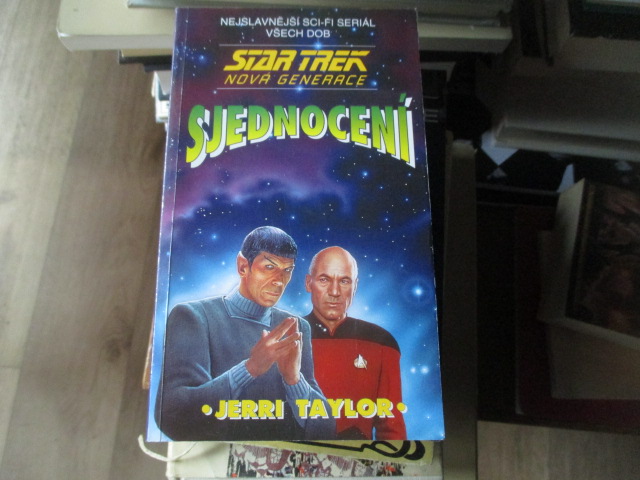 NEJSLAVNĚJŠÍ SCI-FI SERIÁL
VŠECH DOB
STAR TREK
NOVÁ GENERACE
SJEDNOCENÍ
• JERRI TAYLOR •